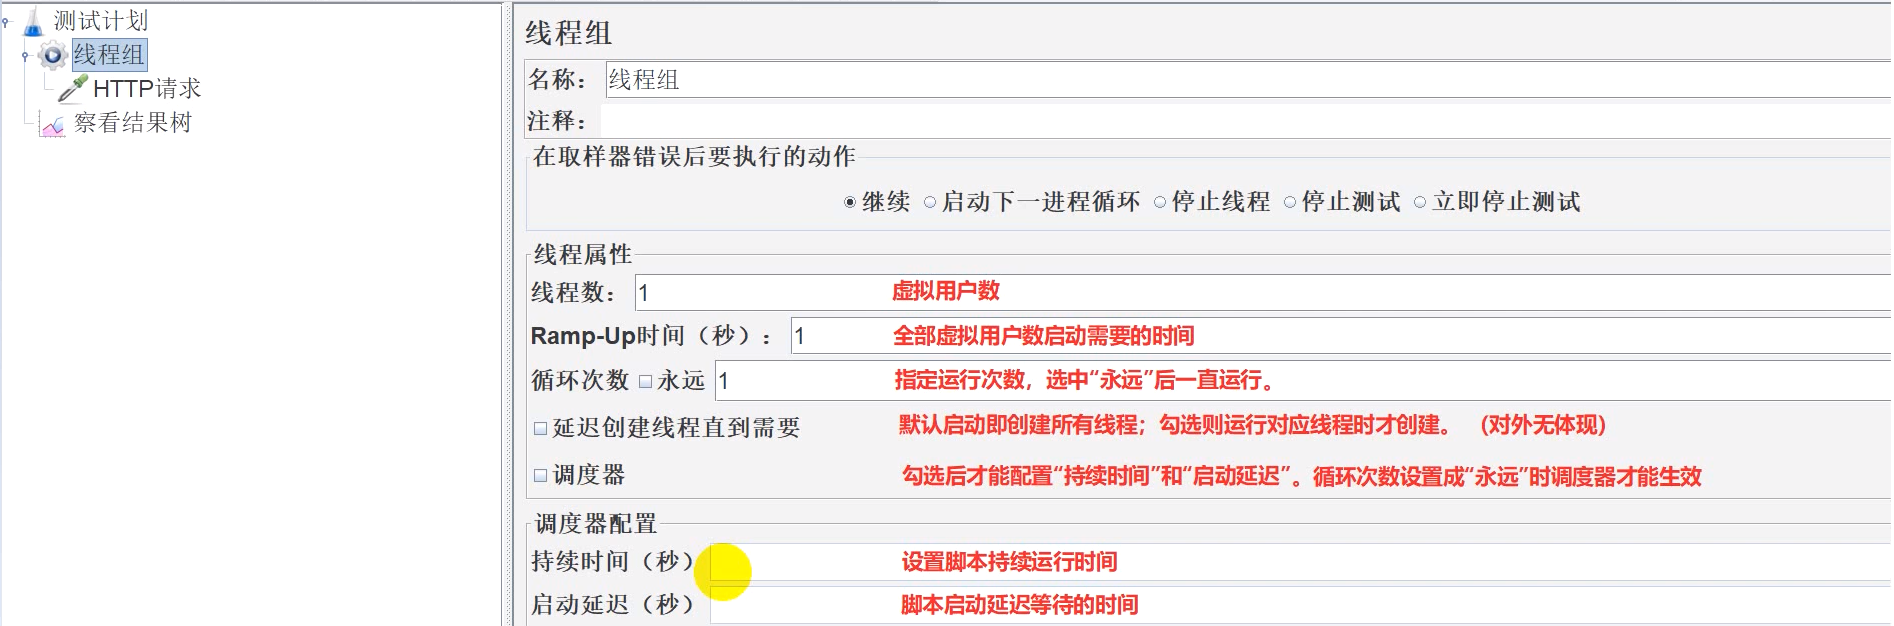 测试计划
线程组
HTTP请求
察看结果树
线程组
名称： 线程组
注释：
在取样器错误后要执行的动作
继续 启动下一进程循环 停止线程 停止测试 立即停止测试
线程属性
线程数： 1 虚拟用户数
Ramp-Up时间（秒）： 1 全部虚拟用户数启动需要的时间
循环次数 永远 1 指定运行次数，选中“永远”后一直运行。
延迟创建线程直到需要 默认启动即创建所有线程；勾选则运行对应线程时才创建。 （对外无体现）
调度器 勾选后才能配置“持续时间”和“启动延迟”。循环次数设置成“永远”时调度器才能生效
调度器配置
持续时间（秒） 设置脚本持续运行时间
启动延迟（秒） 脚本启动延迟等待的时间